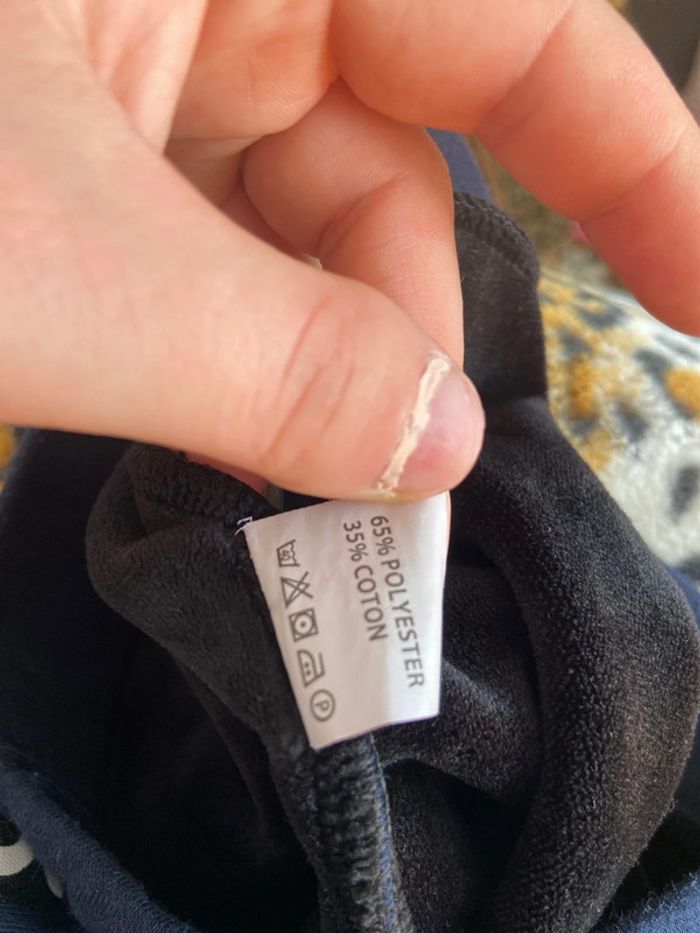 65% POLYESTER
35% COTON
P